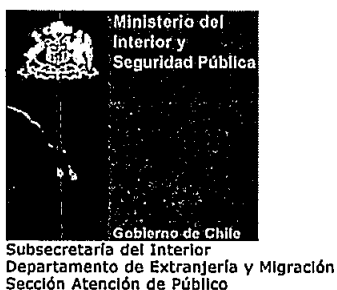 Ministerio del
Interior y
Seguridad Pública
Gobierno de Chile
Subsecretaría del Interior
Departamento de Extranjería y Migración
Sección Atención de Público